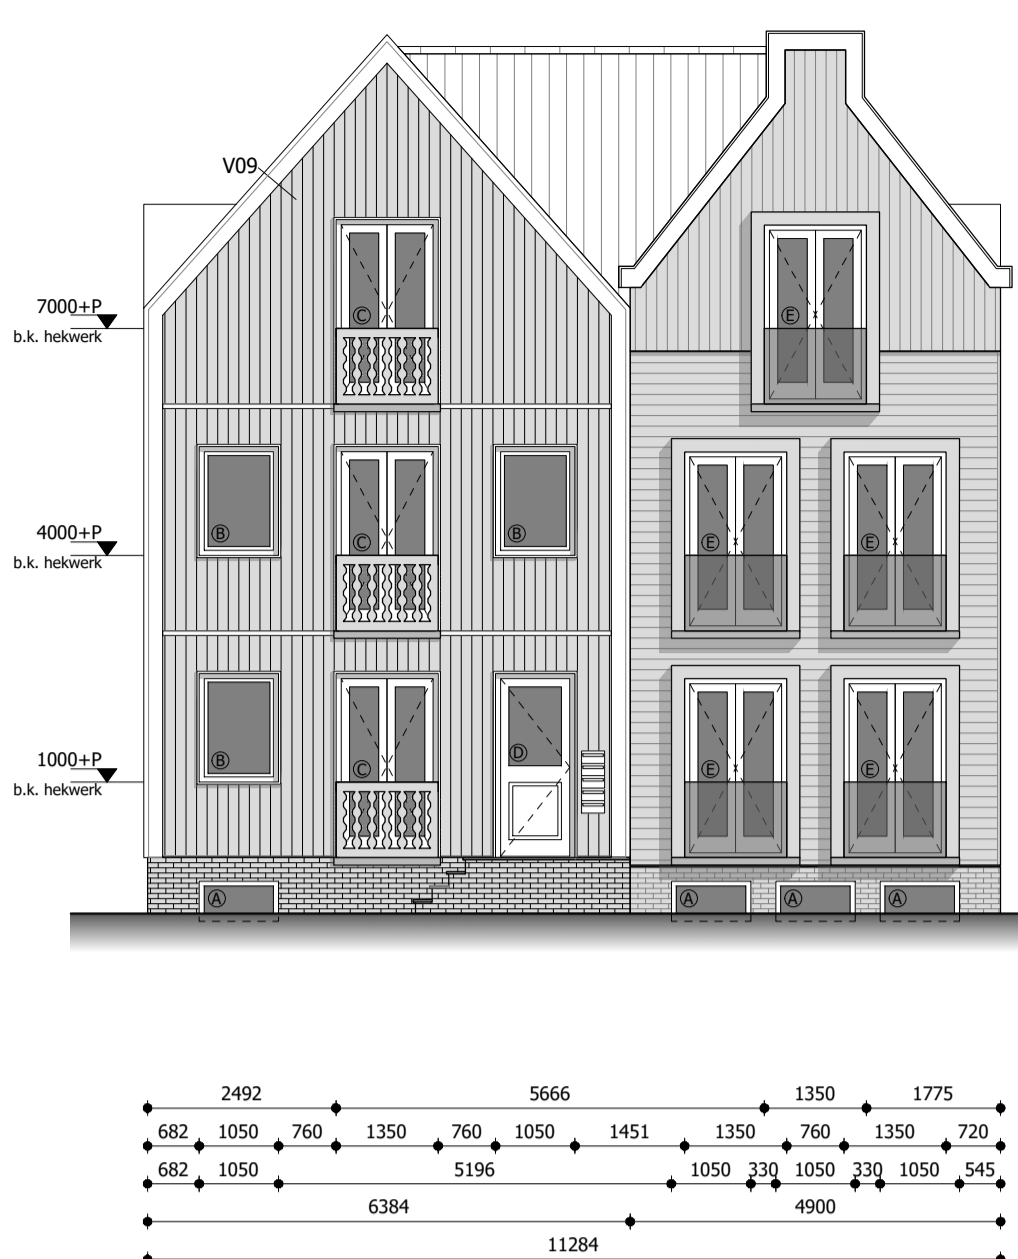 V09
7000+P
b.k. hekwerk
C
E
4000+P
b.k. hekwerk
B
C
B
E
E
1000+P
b.k. hekwerk
B
C
D
E
E
A
A
A
A
2492 5666 1350 1775
682 1050 760 1350 760 1050 1451 1350 760 1350 720
682 1050 5196 1050 330 1050 330 1050 545
6384 4900
11284